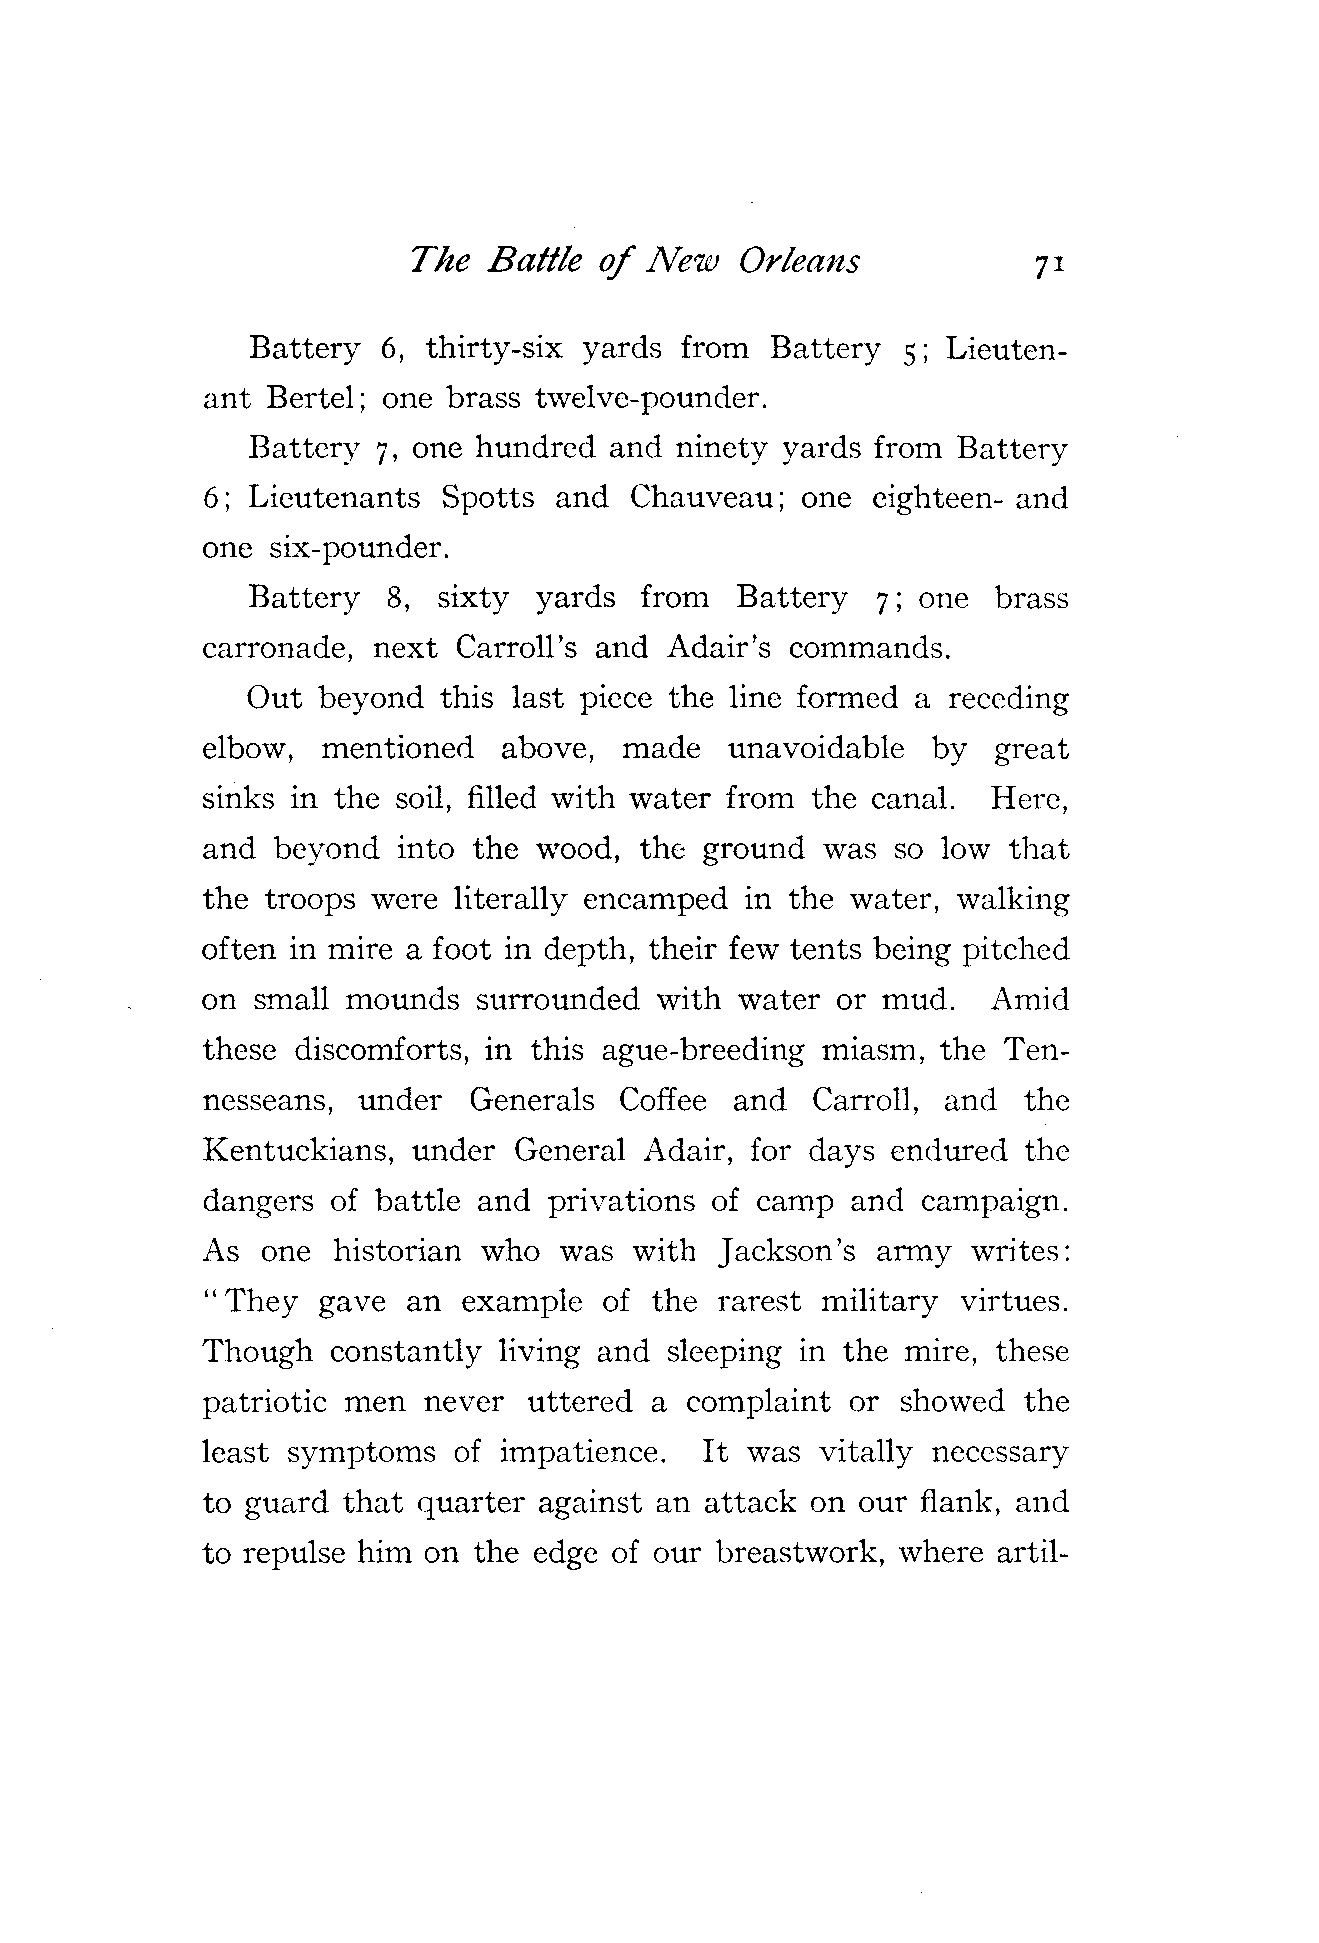 The Battle of New Orleans 71
Battery 6, thirty-six yards from Battery 5; Lieuten-
ant Bertel; one brass twelve-pounder.
Battery 7, one hundred and ninety yards from Battery
6; Lieutenants Spotts and Chauveau; one eighteen- and
one six-pounder.
Battery 8, sixty yards from Battery 7; one brass
carronade, next Carroll's and Adair's commands.
Out beyond this last piece the line formed a receding
elbow, mentioned above, made unavoidable by great
sinks in the soil, filled with water from the canal. Here,
and beyond into the wood, the ground was so low that
the troops were literally encamped in the water, walking
often in mire a foot in depth, their few tents being pitched
on small mounds surrounded with water or mud. Amid
these discomforts, in this ague-breeding miasm, the Ten-
nesseans, under Generals Coffee and Carroll, and the
Kentuckians, under General Adair, for days endured the
dangers of battle and privations of camp and campaign.
As one historian who was with Jackson's army writes:
"They gave an example of the rarest military virtues.
Though constantly living and sleeping in the mire, these
patriotic men never uttered a complaint or showed the
least symptoms of impatience. It was vitally necessary
to guard that quarter against an attack on our flank, and
to repulse him on the edge of our breastwork, where artil-